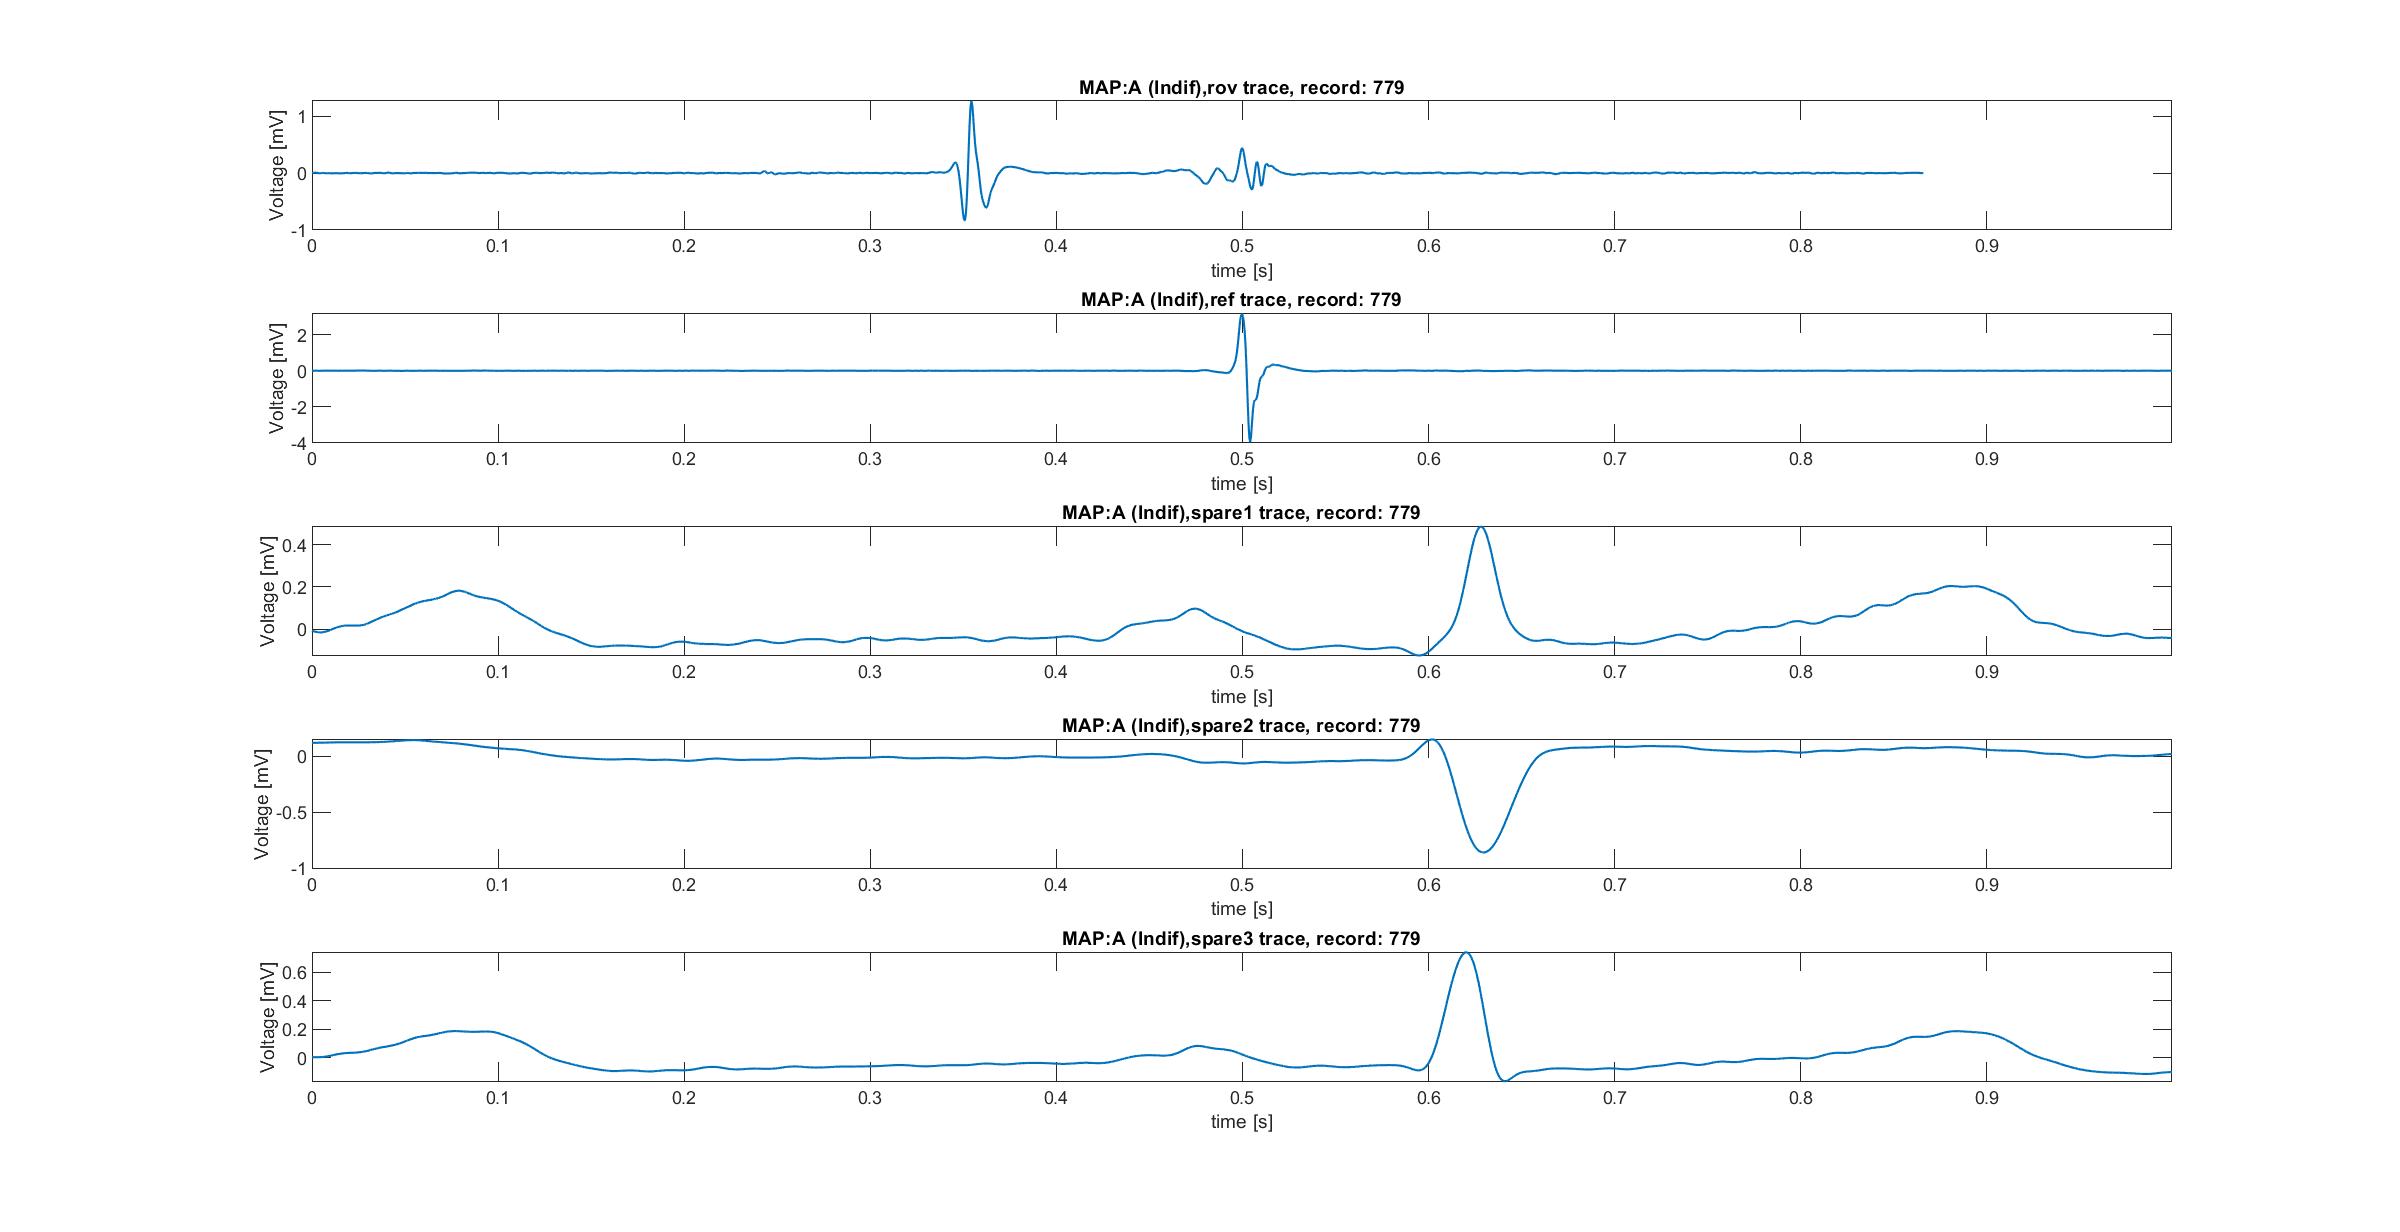 MAP:A (Indif),rov trace, record: 779
Voltage [mV]
1
0
-1
0 0.1 0.2 0.3 0.4 0.5 0.6 0.7 0.8 0.9
time [s]
MAP:A (Indif),ref trace, record: 779
Voltage [mV]
2
0
-2
-4
0 0.1 0.2 0.3 0.4 0.5 0.6 0.7 0.8 0.9
time [s]
MAP:A (Indif),spare1 trace, record: 779
Voltage [mV]
0.4
0.2
0
0 0.1 0.2 0.3 0.4 0.5 0.6 0.7 0.8 0.9
time [s]
MAP:A (Indif),spare2 trace, record: 779
Voltage [mV]
0
-0.5
-1
0 0.1 0.2 0.3 0.4 0.5 0.6 0.7 0.8 0.9
time [s]
MAP:A (Indif),spare3 trace, record: 779
Voltage [mV]
0.6
0.4
0.2
0
0 0.1 0.2 0.3 0.4 0.5 0.6 0.7 0.8 0.9
time [s]